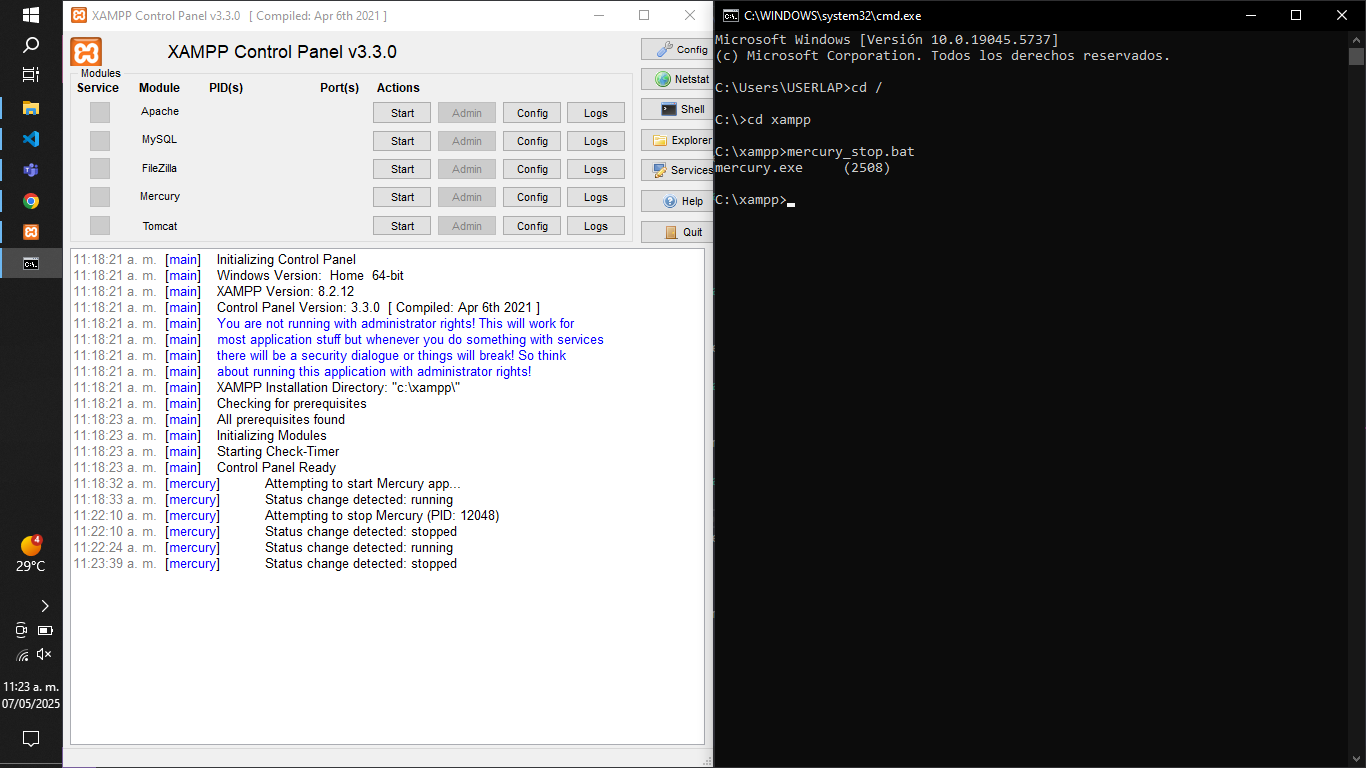 XAMPP Control Panel v3.3.0 [ Compiled: Apr 6th 2021 ]
XAMPP Control Panel v3.3.0
Config
Modules
Service Module PID(s) Port(s) Actions
Netstat
Apache Start Admin Config Logs
Shell
MySQL Start Admin Config Logs
Explorer
FileZilla Start Admin Config Logs
Services
Mercury Start Admin Config Logs
Help
Tomcat Start Admin Config Logs
Quit
11:18:21 a. m. [main] Initializing Control Panel
11:18:21 a. m. [main] Windows Version: Home 64-bit
11:18:21 a. m. [main] XAMPP Version: 8.2.12
11:18:21 a. m. [main] Control Panel Version: 3.3.0 [ Compiled: Apr 6th 2021 ]
11:18:21 a. m. [main] You are not running with administrator rights! This will work for
11:18:21 a. m. [main] most application stuff but whenever you do something with services
11:18:21 a. m. [main] there will be a security dialogue or things will break! So think
11:18:21 a. m. [main] about running this application with administrator rights!
11:18:21 a. m. [main] XAMPP Installation Directory: "c:\xampp\"
11:18:21 a. m. [main] Checking for prerequisites
11:18:23 a. m. [main] All prerequisites found
11:18:23 a. m. [main] Initializing Modules
11:18:23 a. m. [main] Starting Check-Timer
11:18:23 a. m. [main] Control Panel Ready
11:18:32 a. m. [mercury] Attempting to start Mercury app...
11:18:33 a. m. [mercury] Status change detected: running
11:22:10 a. m. [mercury] Attempting to stop Mercury (PID: 12048)
11:22:10 a. m. [mercury] Status change detected: stopped
11:22:24 a. m. [mercury] Status change detected: running
11:23:39 a. m. [mercury] Status change detected: stopped
C:\WINDOWS\system32\cmd.exe
Microsoft Windows [Versión 10.0.19045.5737]
(c) Microsoft Corporation. Todos los derechos reservados.
C:\Users\USERLAP>cd /
C:\>cd xampp
C:\xampp>mercury_stop.bat
mercury.exe (2508)
C:\xampp>
4
29°C
11:23 a. m.
07/05/2025